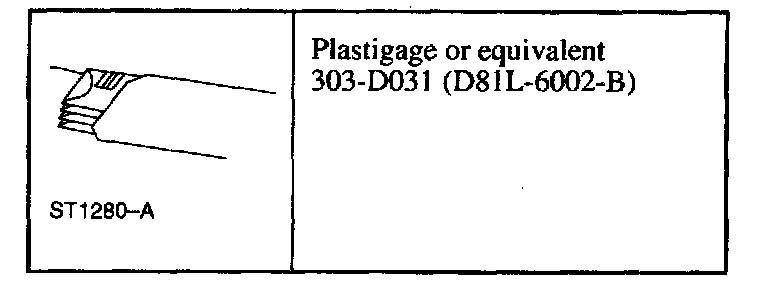 Plastigage or equivalent
303-D031 (D81L-6002-B)
ST1280-A